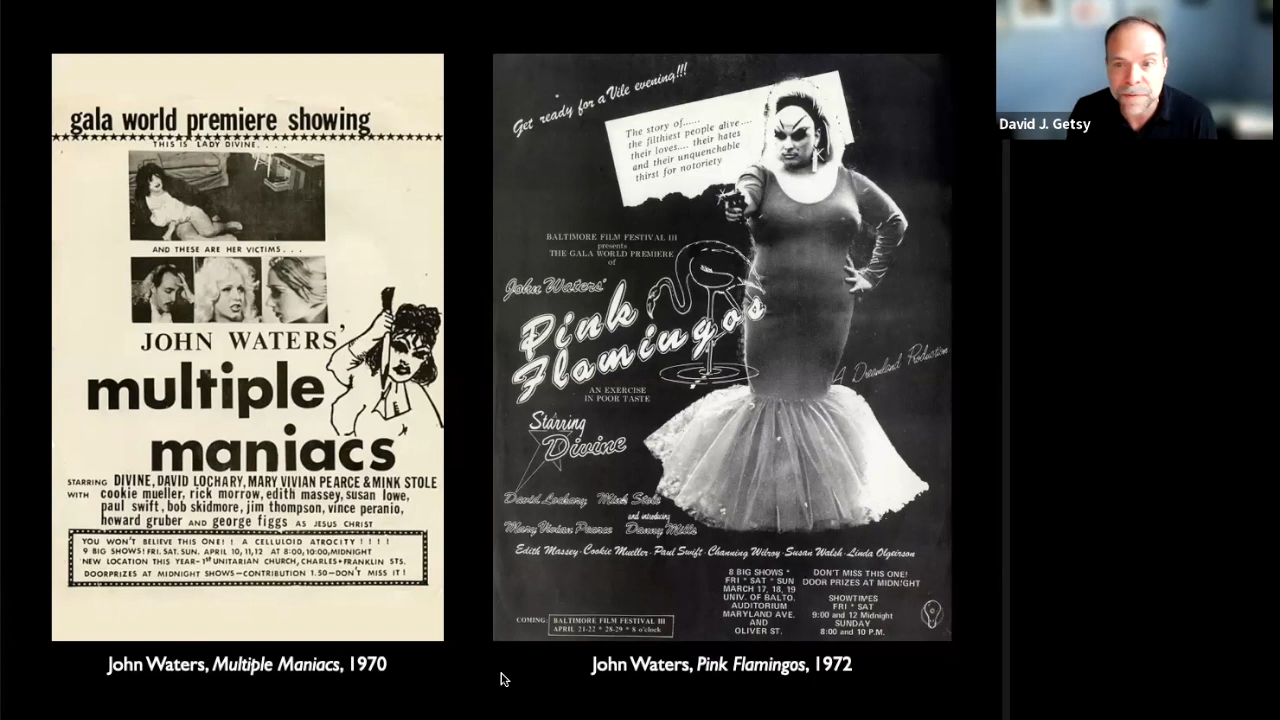 gala world premiere showing
THIS IS LADY DIVINE. . . .
AND THESE ARE HER VICTIMS. . .
JOHN WATERS'
multiple
maniacs
STARRING DIVINE, DAVID LOCHARY, MARY VIVIAN PEARCE & MINK STOLE
WITH cookie mueller, rick morrow, edith massey, susan lowe,
paul swift, bob skidmore, jim thompson, vince peranio,
howard gruber AND george figgs AS JESUS CHRIST
YOU WON'T BELIEVE THIS ONE! ! A CELLULOID ATROCITY ! ! ! !
9 BIG SHOWS! FRI. SAT. SUN. APRIL 10, 11, 12 AT 8:00, 10:00, MIDNIGHT
NEW LOCATION THIS YEAR-1ST UNITARIAN CHURCH, CHARLES+FRANKLIN STS.
DOORPRIZES AT MIDNIGHT SHOWS-CONTRIBUTION 1.50-DON'T MISS IT!
John Waters, Multiple Maniacs, 1970
Get ready for a Vile evening!!!
The story of......
the filthiest people alive....
their loves.... their hates
and their unquenchable
thirst for notoriety
BALTIMORE FILM FESTIVAL III
presents
THE GALA WORLD PREMIERE
of
John Waters'
Pink
Flamingos
AN EXERCISE
IN POOR TASTE
A Dreamland Production
Starring
Divine
David Lochary Mink Stole
and introducing
Mary Vivian Pearce Danny Mills
Edith Massey · Cookie Mueller · Paul Swift · Channing Wilroy · Susan Walsh · Linda Olgeirson
8 BIG SHOWS *
FRI * SAT * SUN
MARCH 17, 18, 19
UNIV. OF BALTO.
AUDITORIUM
MARYLAND AVE.
AND
OLIVER ST.
DON'T MISS THIS ONE!
DOOR PRIZES AT MIDNIGHT
SHOWTIMES
FRI * SAT
9:00 and 12 Midnight
SUNDAY
8:00 and 10 P.M.
COMING: BALTIMORE FILM FESTIVAL III
APRIL 21-22 * 28-29 * 8 o'clock
John Waters, Pink Flamingos, 1972
David J. Getsy